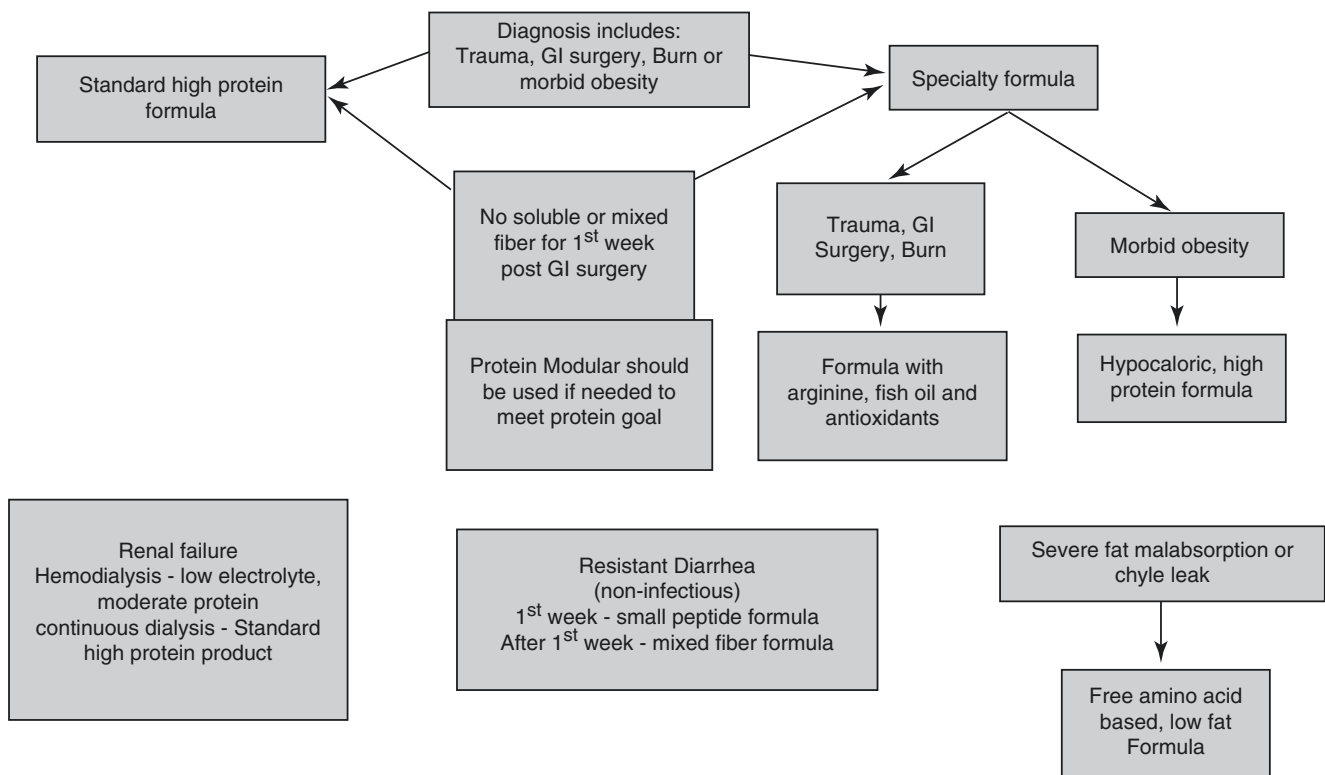 Diagnosis includes:
Trauma, GI surgery, Burn or
morbid obesity
Standard high protein
formula
Specialty formula
No soluble or mixed
fiber for 1st week
post GI surgery
Trauma, GI
Surgery, Burn
Morbid obesity
Protein Modular should
be used if needed to
meet protein goal
Formula with
arginine, fish oil and
antioxidants
Hypocaloric, high
protein formula
Renal failure
Hemodialysis - low electrolyte,
moderate protein
continuous dialysis - Standard
high protein product
Resistant Diarrhea
(non-infectious)
1st week - small peptide formula
After 1st week - mixed fiber formula
Severe fat malabsorption or
chyle leak
Free amino acid
based, low fat
Formula